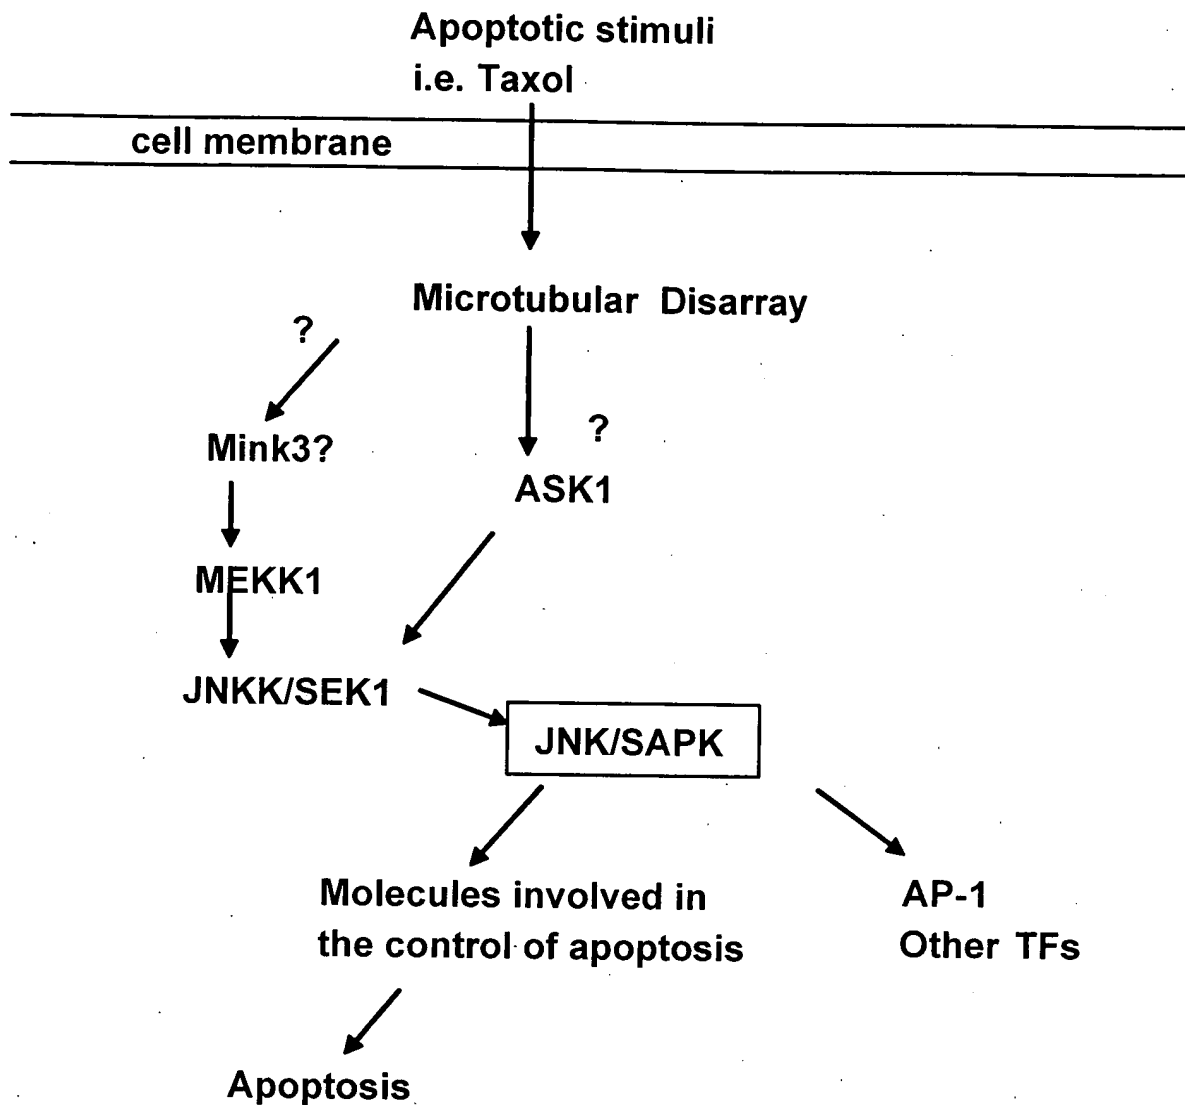 Apoptotic stimuli
i.e. Taxol
cell membrane
Microtubular Disarray
?
?
Mink3?
ASK1
MEKK1
JNKK/SEK1
JNK/SAPK
Molecules involved in
the control of apoptosis
AP-1
Other TFs
Apoptosis